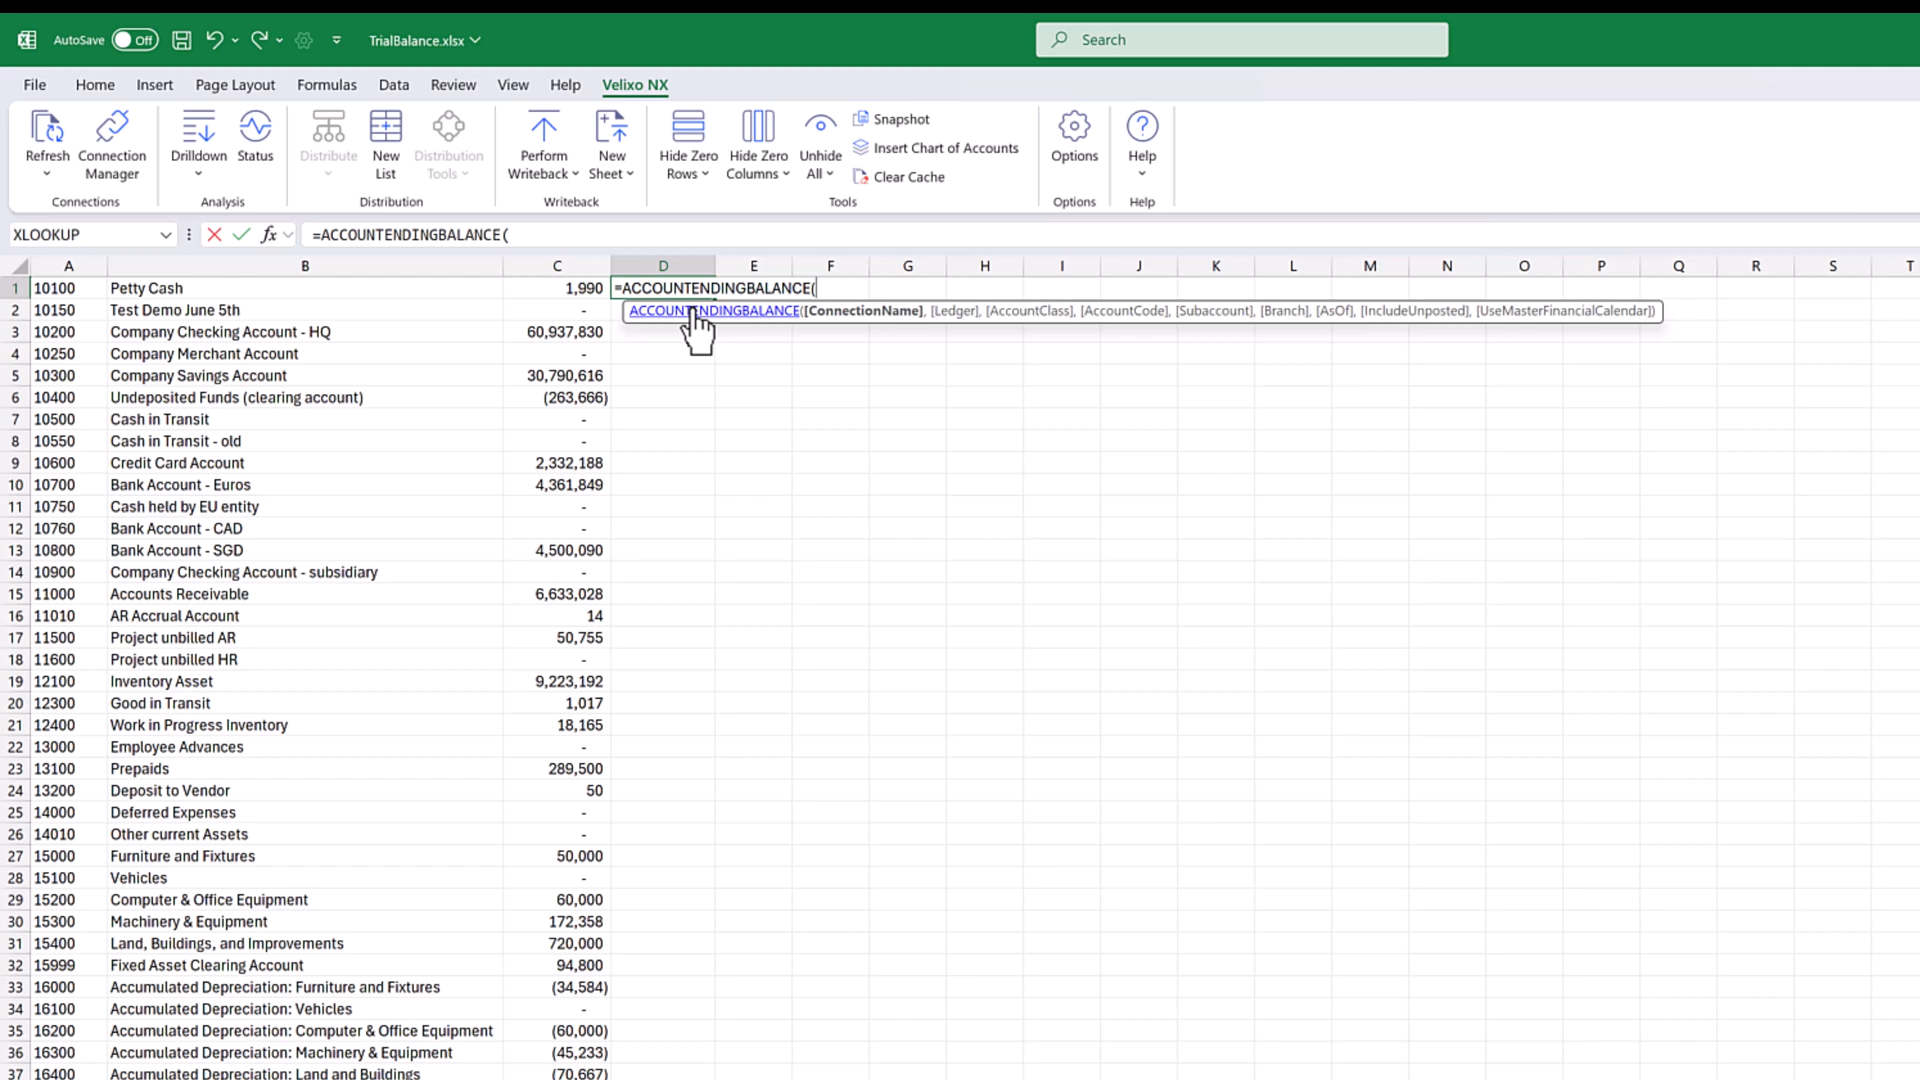 AutoSave Off TrialBalance.xlsx Search
File Home Insert Page Layout Formulas Data Review View Help Velixo NX
Refresh Connection Manager Drilldown Status Distribute New List Distribution Tools Perform Writeback New Sheet Hide Zero Rows Hide Zero Columns Unhide All Snapshot Insert Chart of Accounts Clear Cache Options Help
Connections Analysis Distribution Writeback Tools Options Help
XLOOKUP fx =ACCOUNTENDINGBALANCE(
A B C D E F G H I J K L M N O P Q R S T
1 10100 Petty Cash 1,990 =ACCOUNTENDINGBALANCE(
ACCOUNTENDINGBALANCE([ConnectionName], [Ledger], [AccountClass], [AccountCode], [Subaccount], [Branch], [AsOf], [IncludeUnposted], [UseMasterFinancialCalendar])
2 10150 Test Demo June 5th -
3 10200 Company Checking Account - HQ 60,937,830
4 10250 Company Merchant Account -
5 10300 Company Savings Account 30,790,616
6 10400 Undeposited Funds (clearing account) (263,666)
7 10500 Cash in Transit -
8 10550 Cash in Transit - old -
9 10600 Credit Card Account 2,332,188
10 10700 Bank Account - Euros 4,361,849
11 10750 Cash held by EU entity -
12 10760 Bank Account - CAD -
13 10800 Bank Account - SGD 4,500,090
14 10900 Company Checking Account - subsidiary -
15 11000 Accounts Receivable 6,633,028
16 11010 AR Accrual Account 14
17 11500 Project unbilled AR 50,755
18 11600 Project unbilled HR -
19 12100 Inventory Asset 9,223,192
20 12300 Good in Transit 1,017
21 12400 Work in Progress Inventory 18,165
22 13000 Employee Advances -
23 13100 Prepaids 289,500
24 13200 Deposit to Vendor 50
25 14000 Deferred Expenses -
26 14010 Other current Assets -
27 15000 Furniture and Fixtures 50,000
28 15100 Vehicles -
29 15200 Computer & Office Equipment 60,000
30 15300 Machinery & Equipment 172,358
31 15400 Land, Buildings, and Improvements 720,000
32 15999 Fixed Asset Clearing Account 94,800
33 16000 Accumulated Depreciation: Furniture and Fixtures (34,584)
34 16100 Accumulated Depreciation: Vehicles -
35 16200 Accumulated Depreciation: Computer & Office Equipment (60,000)
36 16300 Accumulated Depreciation: Machinery & Equipment (45,233)
37 16400 Accumulated Depreciation: Land and Buildings (70,667)